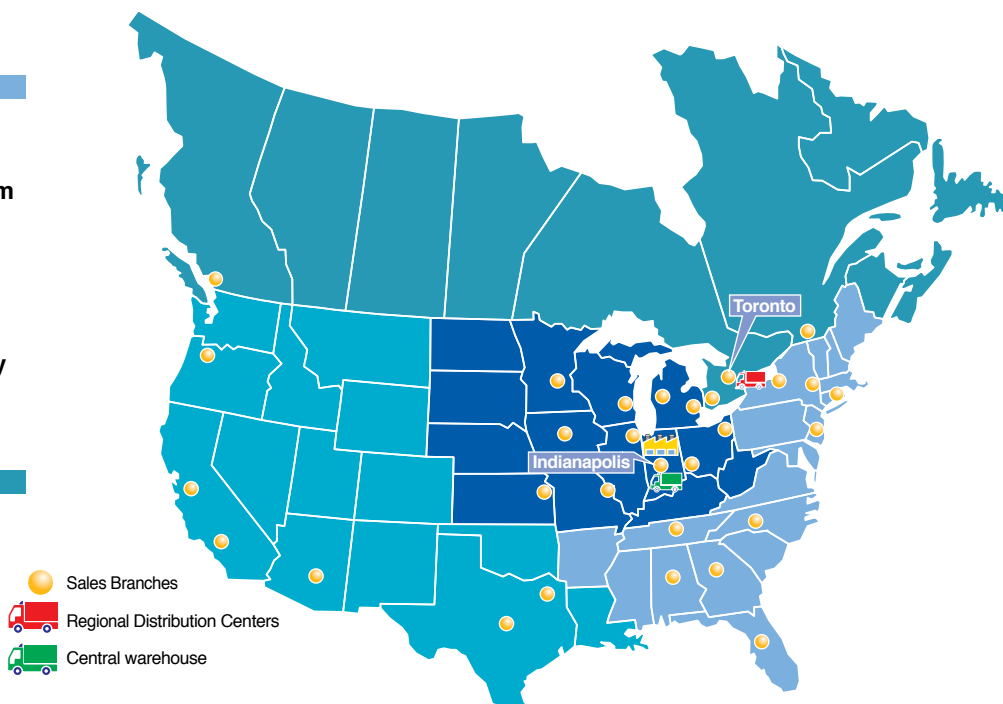 m
y
Toronto
Indianapolis
Sales Branches
Regional Distribution Centers
Central warehouse